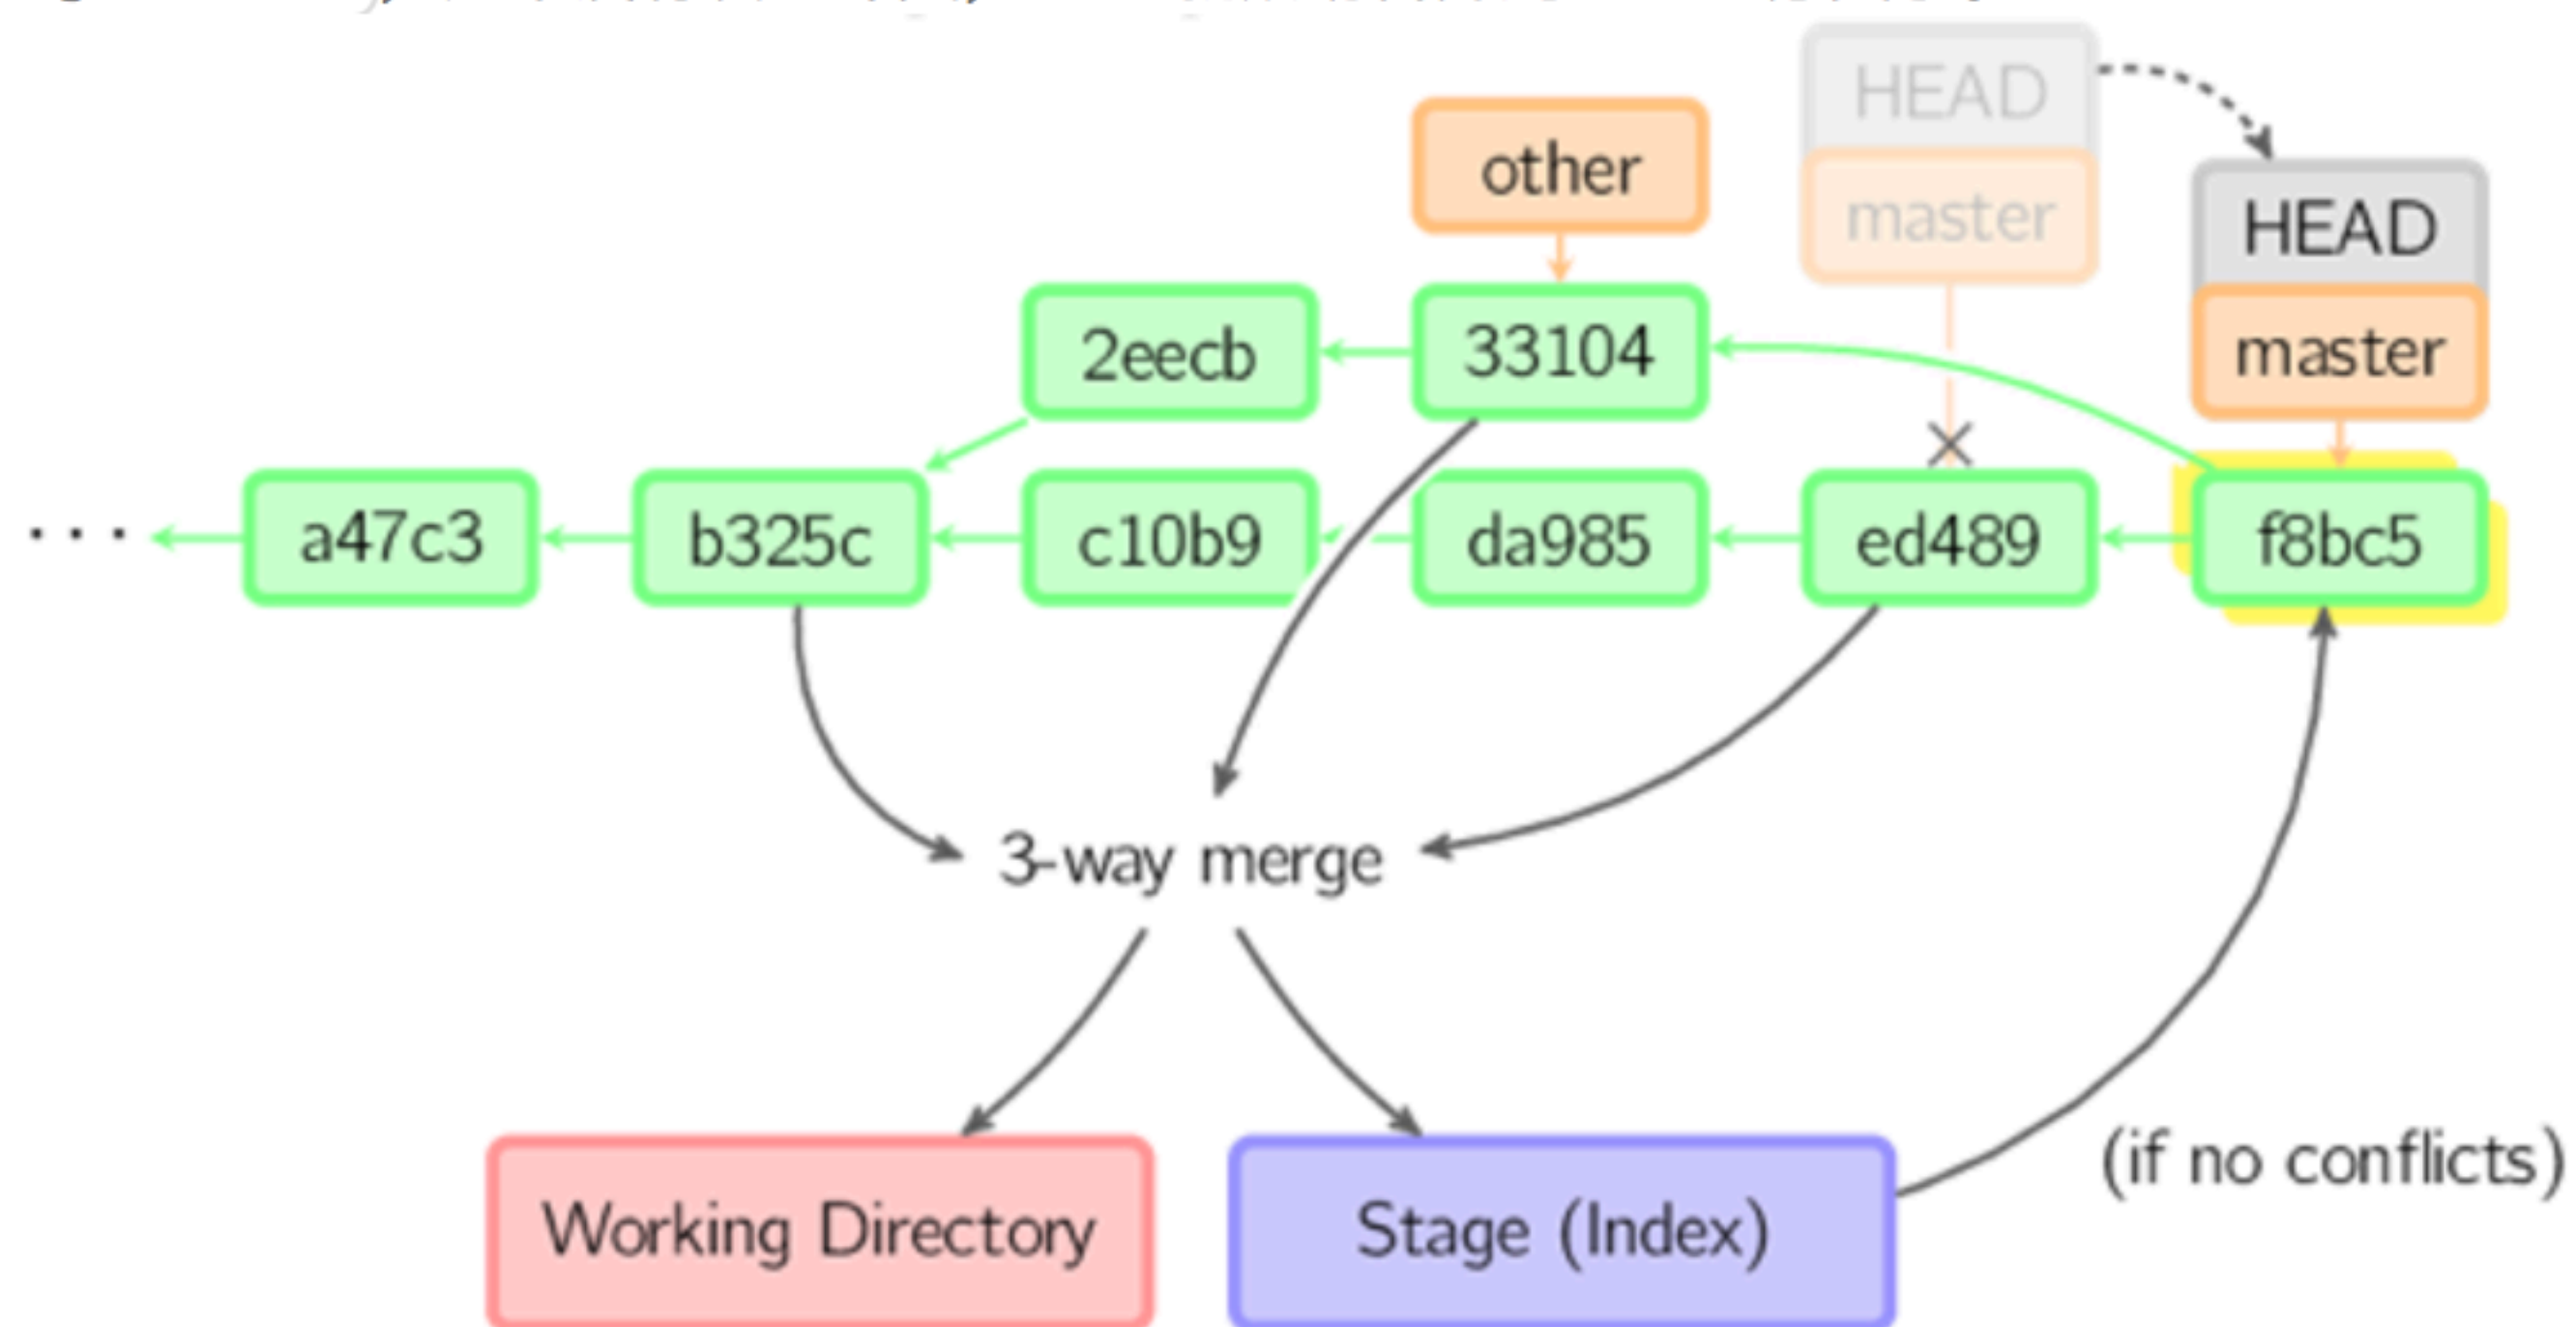 HEAD
other
master
HEAD
2eecb
33104
master
... a47c3 b325c c10b9 da985 ed489 f8bc5
3-way merge
(if no conflicts)
Working Directory
Stage (Index)